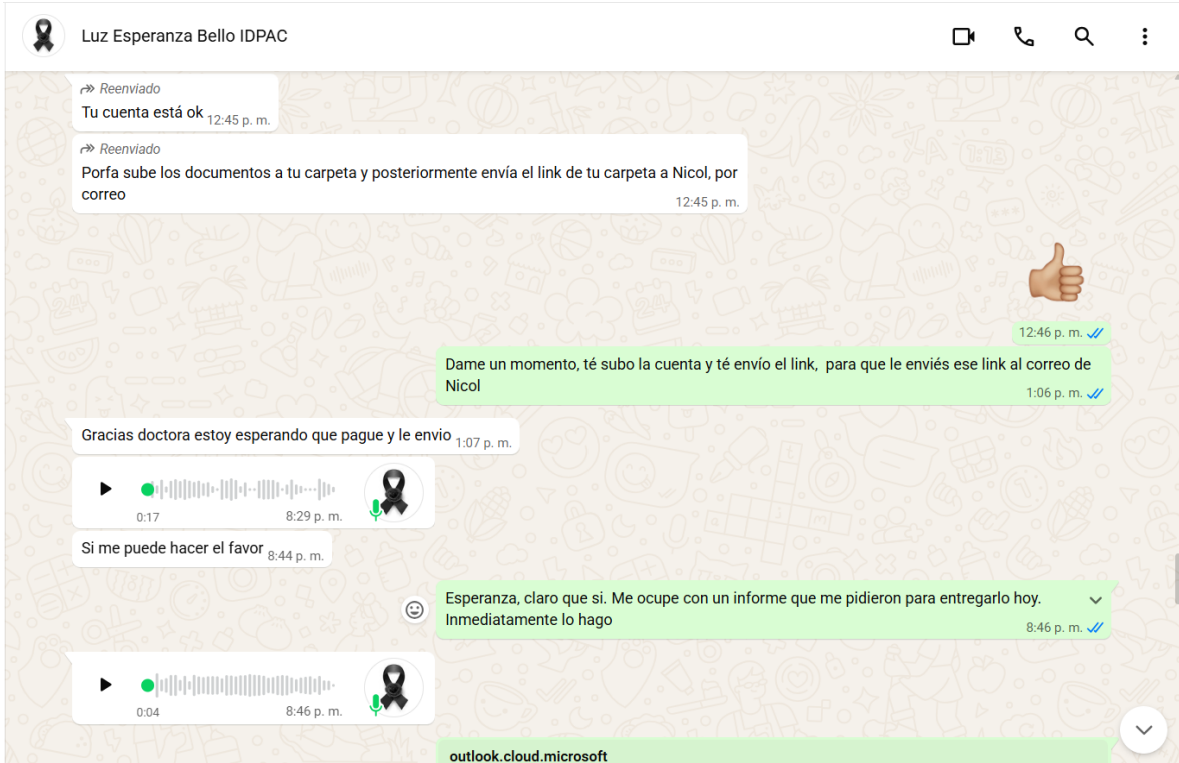 Luz Esperanza Bello IDPAC
Reenviado
Tu cuenta está ok 12:45 p. m.
Reenviado
Porfa sube los documentos a tu carpeta y posteriormente envía el link de tu carpeta a Nicol, por
correo
12:45 p. m.
12:46 p. m.
Dame un momento, té subo la cuenta y té envío el link,  para que le enviés ese link al correo de
Nicol
1:06 p. m.
Gracias doctora estoy esperando que pague y le envio 1:07 p. m.
0:17 8:29 p. m.
Si me puede hacer el favor 8:44 p. m.
Esperanza, claro que si. Me ocupe con un informe que me pidieron para entregarlo hoy.
Inmediatamente lo hago
8:46 p. m.
0:04 8:46 p. m.
outlook.cloud.microsoft